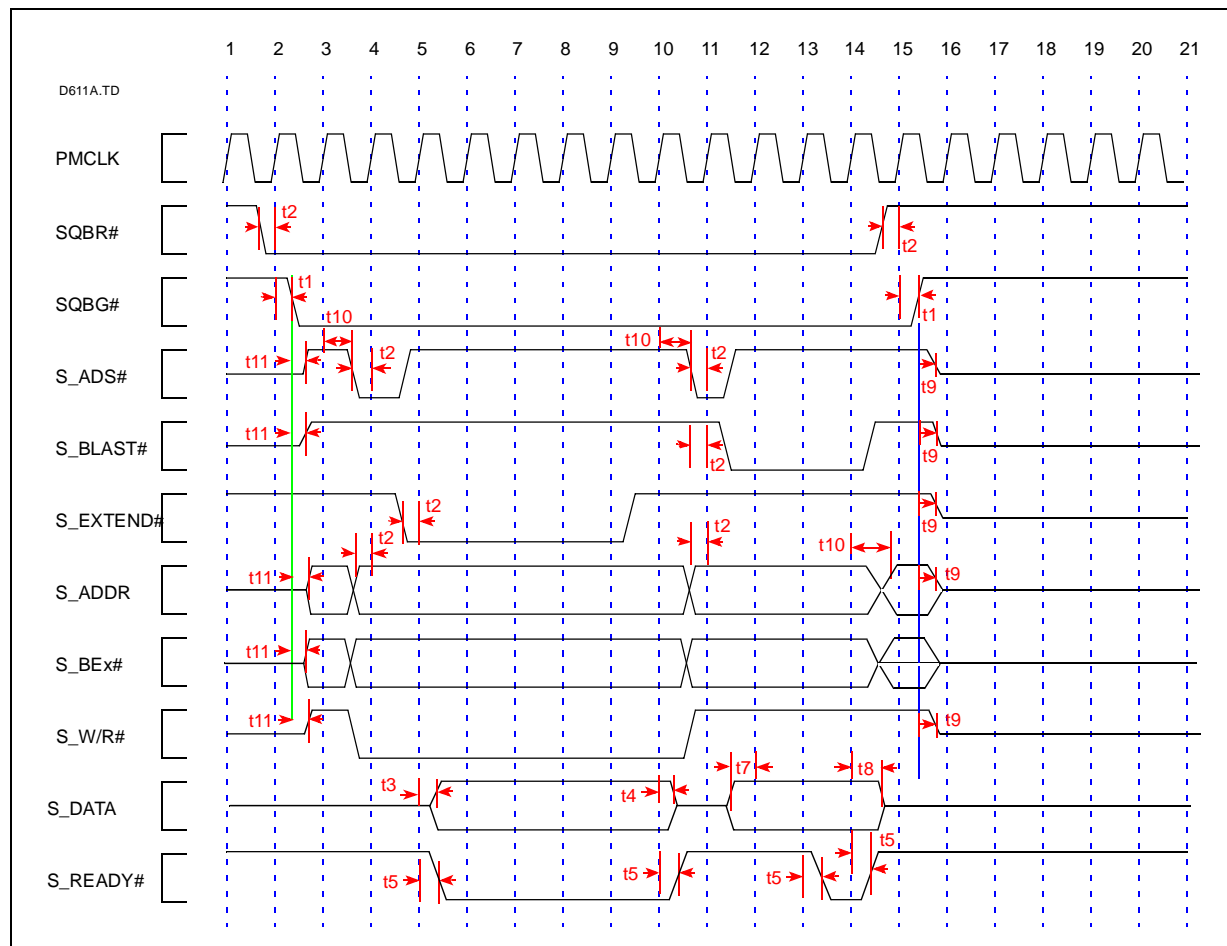 1 2 3 4 5 6 7 8 9 10 11 12 13 14 15 16 17 18 19 20 21
D611A.TD
PMCLK
SQBR# t2 t2
SQBG# t1 t1
t10 t10
S_ADS# t11 t2 t2 t9
S_BLAST# t11 t2 t9
S_EXTEND# t2 t2 t2 t9
t10
S_ADDR t11 t9
S_BEx# t11
S_W/R# t11 t9
S_DATA t3 t4 t7 t8
S_READY# t5 t5 t5 t5